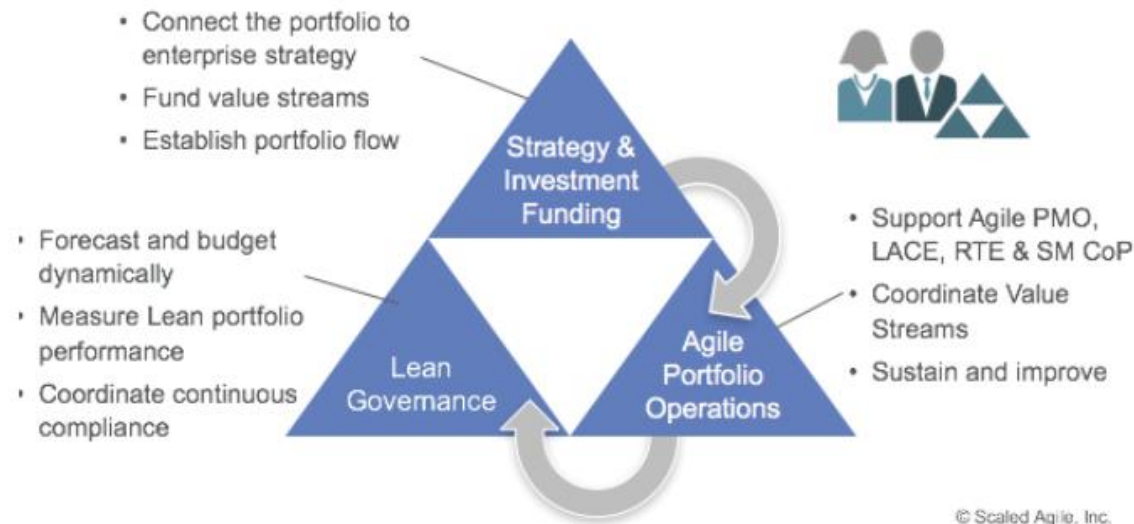 • Connect the portfolio to
enterprise strategy
• Fund value streams
• Establish portfolio flow
Strategy &
Investment
Funding
• Forecast and budget
dynamically
• Measure Lean portfolio
performance
• Coordinate continuous
compliance
Lean
Governance
Agile
Portfolio
Operations
• Support Agile PMO,
LACE, RTE & SM CoP
• Coordinate Value
Streams
• Sustain and improve
© Scaled Agile, Inc.